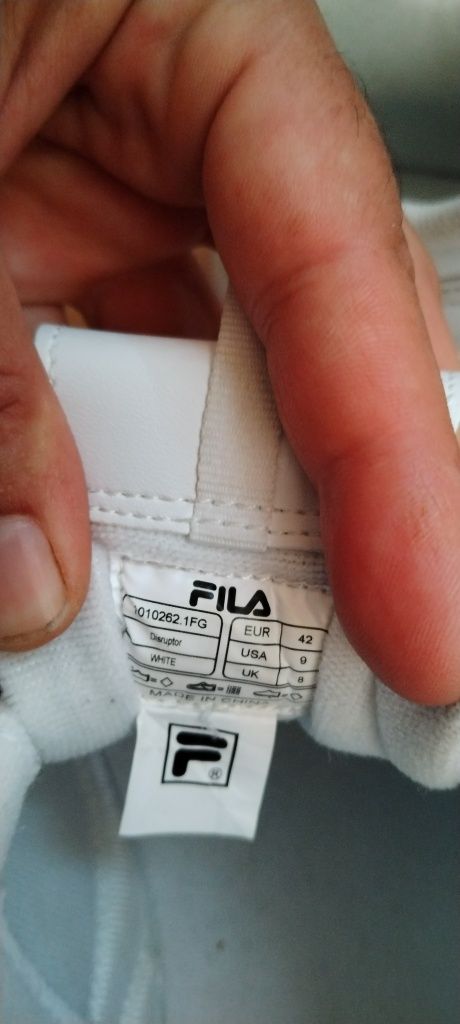 FILA
1010262.1FG
Disruptor
WHITE
EUR 42
USA 9
UK 8
MADE IN CHINA
F
®